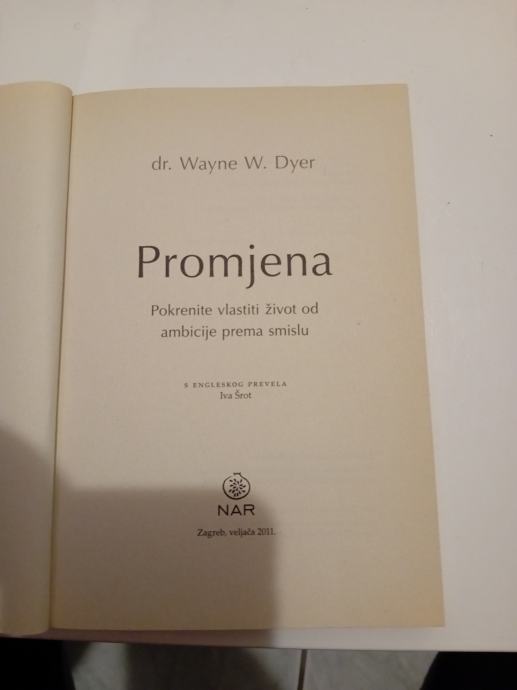 dr. Wayne W. Dyer
Promjena
Pokrenite vlastiti život od
ambicije prema smislu
S ENGLESKOG PREVELA
Iva Šrot
NAR
Zagreb, veljača 2011.